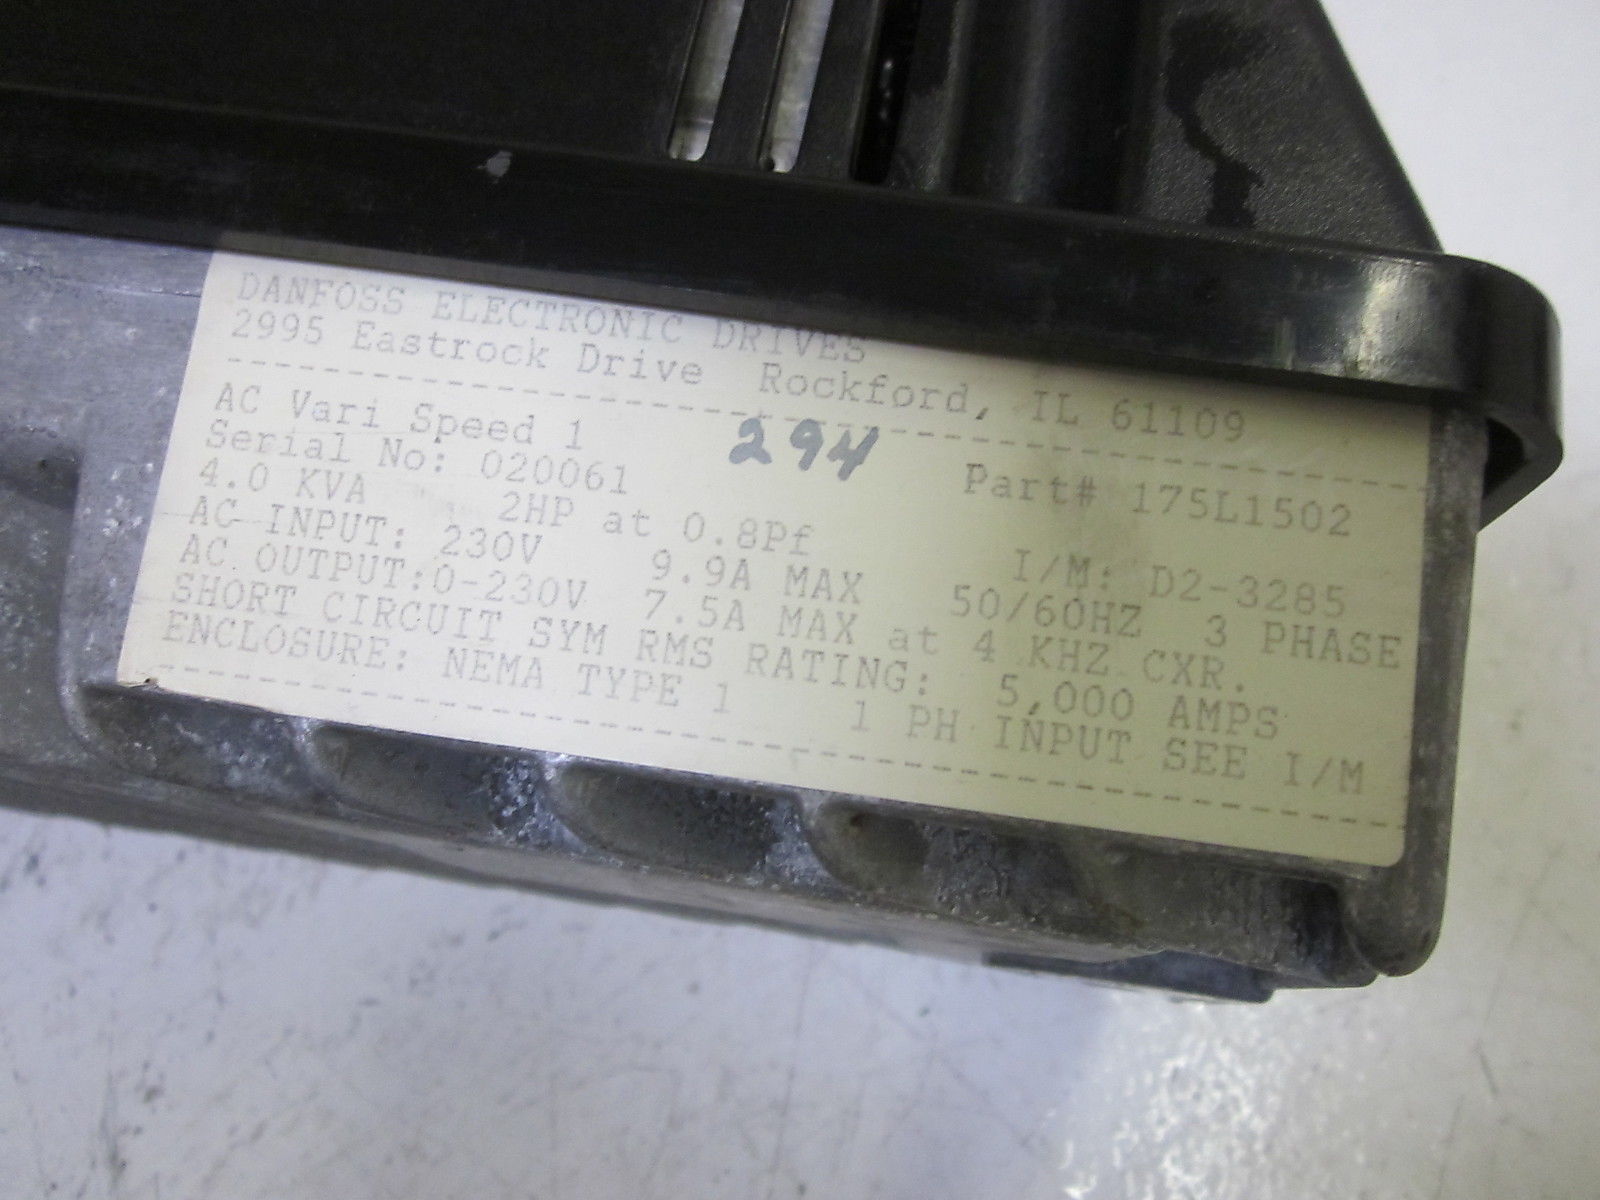 DANFOSS ELECTRONIC DRIVES
2995 Eastrock Drive Rockford, IL 61109
AC Vari Speed 1 294 Part# 175L1502
Serial No: 020061
4.0 KVA 2HP at 0.8Pf I/M: D2-3285
AC INPUT: 230V 9.9A MAX 50/60HZ 3 PHASE
AC OUTPUT:0-230V 7.5A MAX at 4 KHZ CXR.
SHORT CIRCUIT SYM RMS RATING: 5,000 AMPS
ENCLOSURE: NEMA TYPE 1 1 PH INPUT SEE I/M